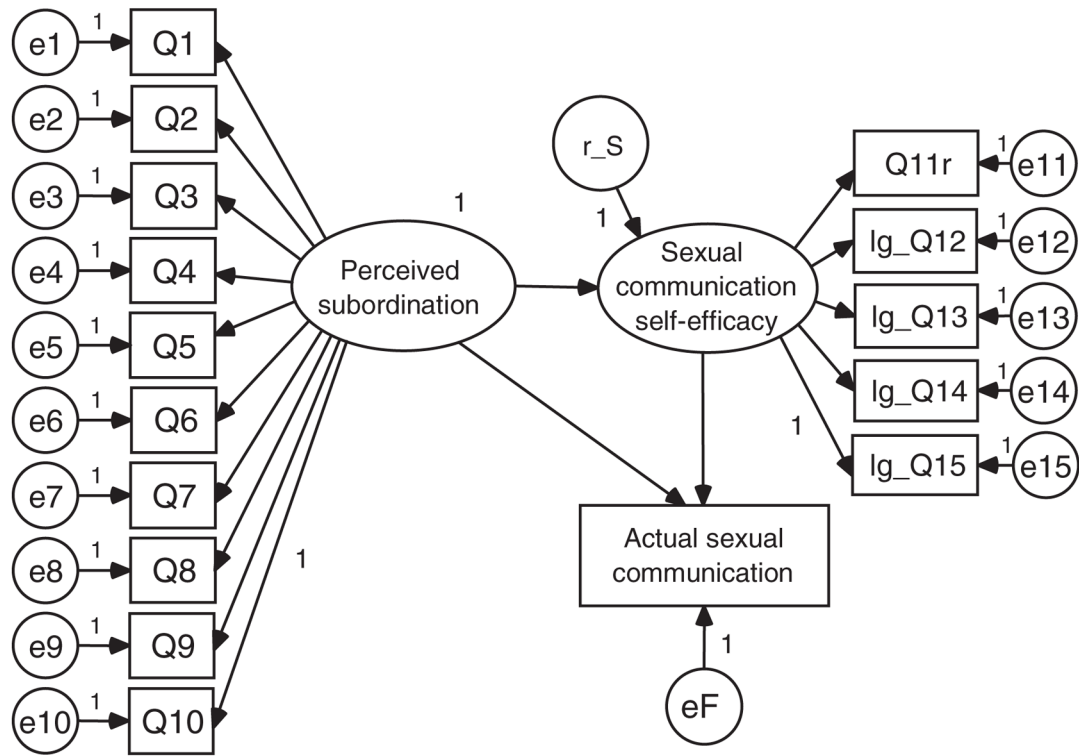 e1 1 Q1
e2 1 Q2
e3 1 Q3
e4 1 Q4
e5 1 Q5
e6 1 Q6
e7 1 Q7
e8 1 Q8
e9 1 Q9
e10 1 Q10
1
1
Perceived
subordination
r_S
1
Sexual
communication
self-efficacy
Q11r 1 e11
lg_Q12 1 e12
lg_Q13 1 e13
lg_Q14 1 e14
1
lg_Q15 1 e15
Actual sexual
communication
1
eF